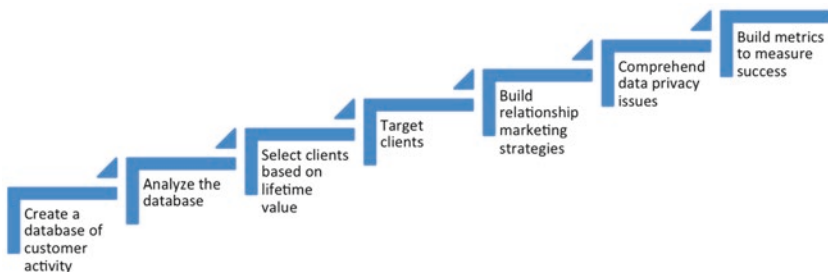 Create a
database of
customer
activity
Analyze the
database
Select clients
based on
lifetime
value
Target
clients
Build
relationship
marketing
strategies
Comprehend
data privacy
issues
Build metrics
to measure
success